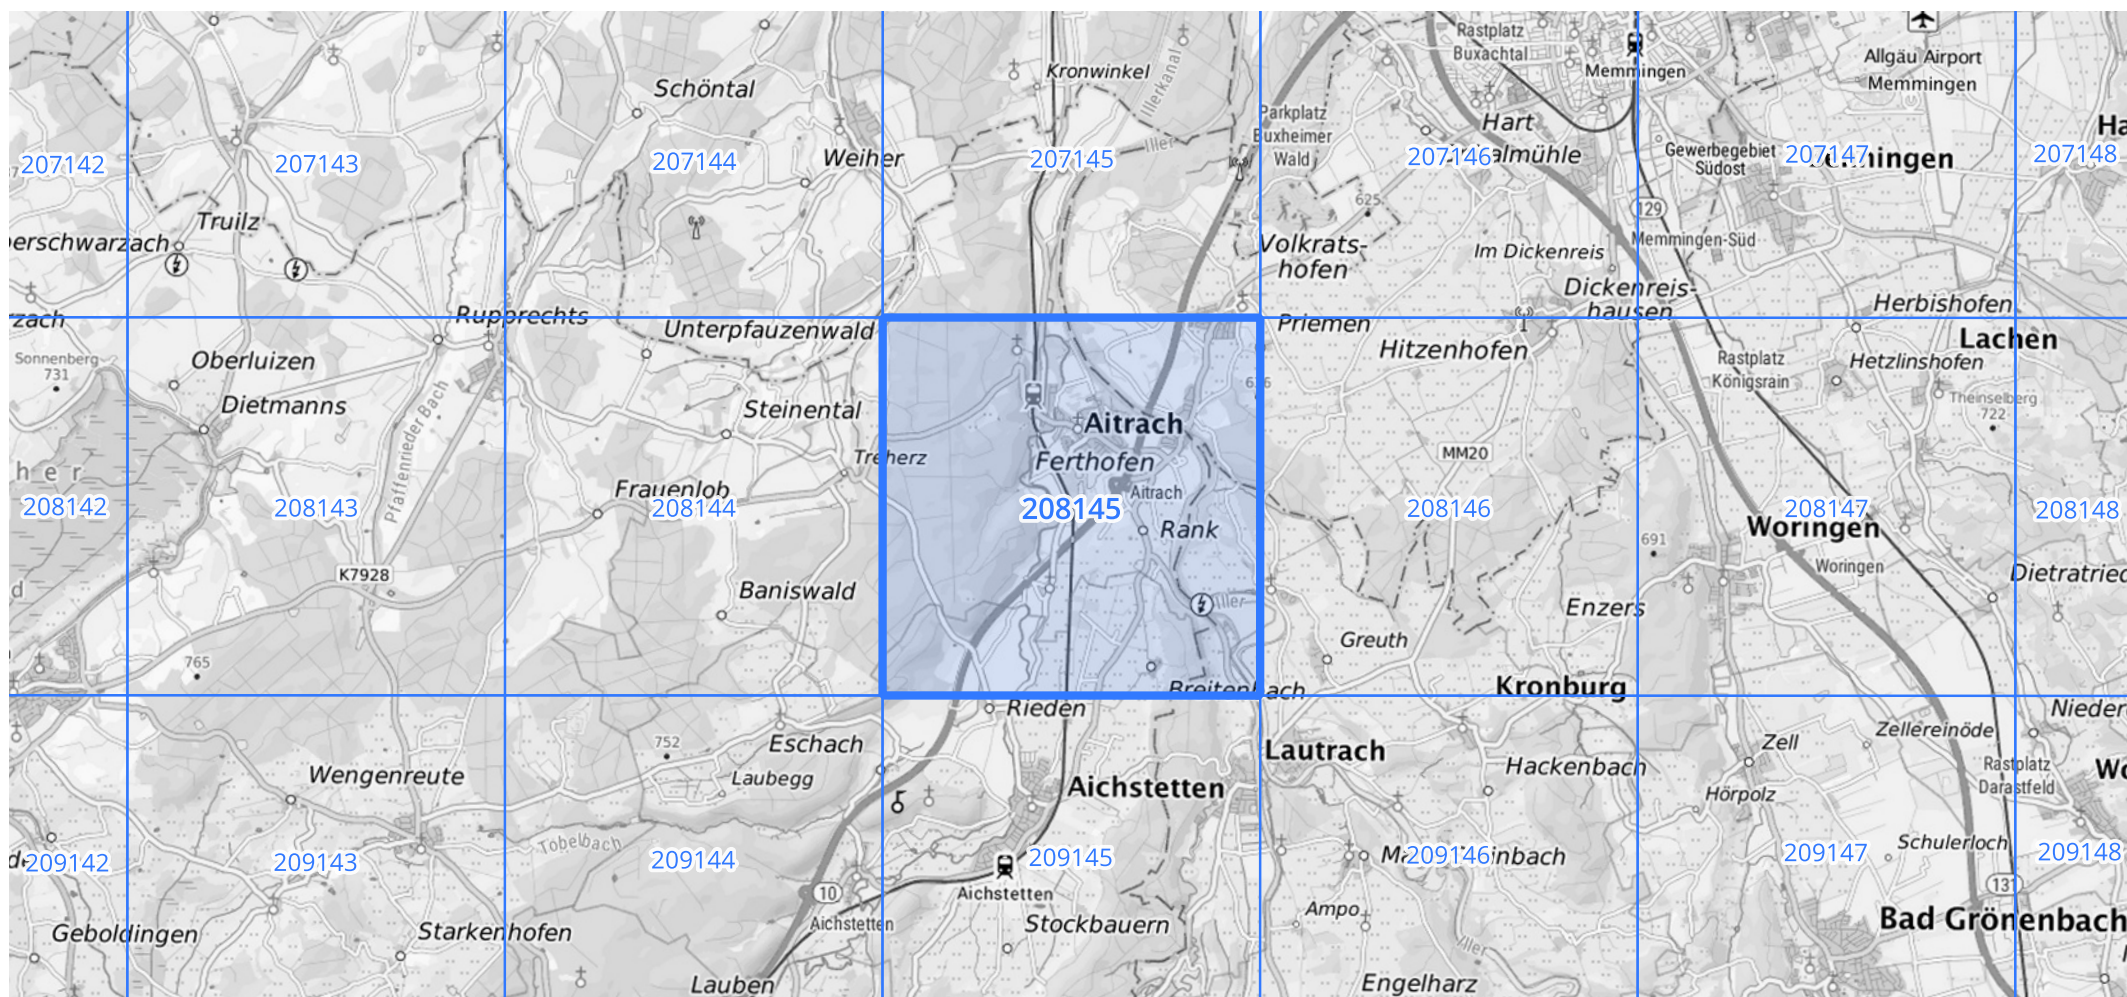 Rastplatz
Buxachtal
Memmingen
Allgäu Airport
Memmingen
Kronwinkel
Illerkanal
Schöntal
Parkplatz
Buxheimer
Wald
Hart
Weiher
Iller
Gewerbegebiet
Südost
207142
207143
207144
207145
207146
207147
207148
625
129
Truilz
Volkrats-
hofen
Im Dickenreis
Memmingen-Süd
Dickenreis-
hausen
Herbishofen
Rupprechts
Unterpfauzenwald
Priemen
Hitzenhofen
Lachen
Sonnenberg
731
Oberluizen
Rastplatz
Königsrain
Hetzlinshofen
Dietmanns
Steinental
Aitrach
Theinselberg
722
Pfaffenrieder Bach
Treherz
Ferthofen
MM20
Frauenlob
Aitrach
208142
208143
208144
208145
208146
208147
208148
Rank
Woringen
691
Woringen
K7928
Baniswald
Iller
Enzers
Greuth
765
Breitenbach
Kronburg
Rieden
Zellereinöde
752
Eschach
Zell
Lautrach
Wengenreute
Laubegg
Hackenbach
Rastplatz
Darastfeld
Aichstetten
Hörpolz
Tobelbach
Schulerloch
209142
209143
209144
209145
209146
209147
209148
10
Aichstetten
131
Aichstetten
Ampo
Stockbauern
Bad Grönenbach
Geboldingen
Starkenhofen
Iller
Lauben
Engelharz